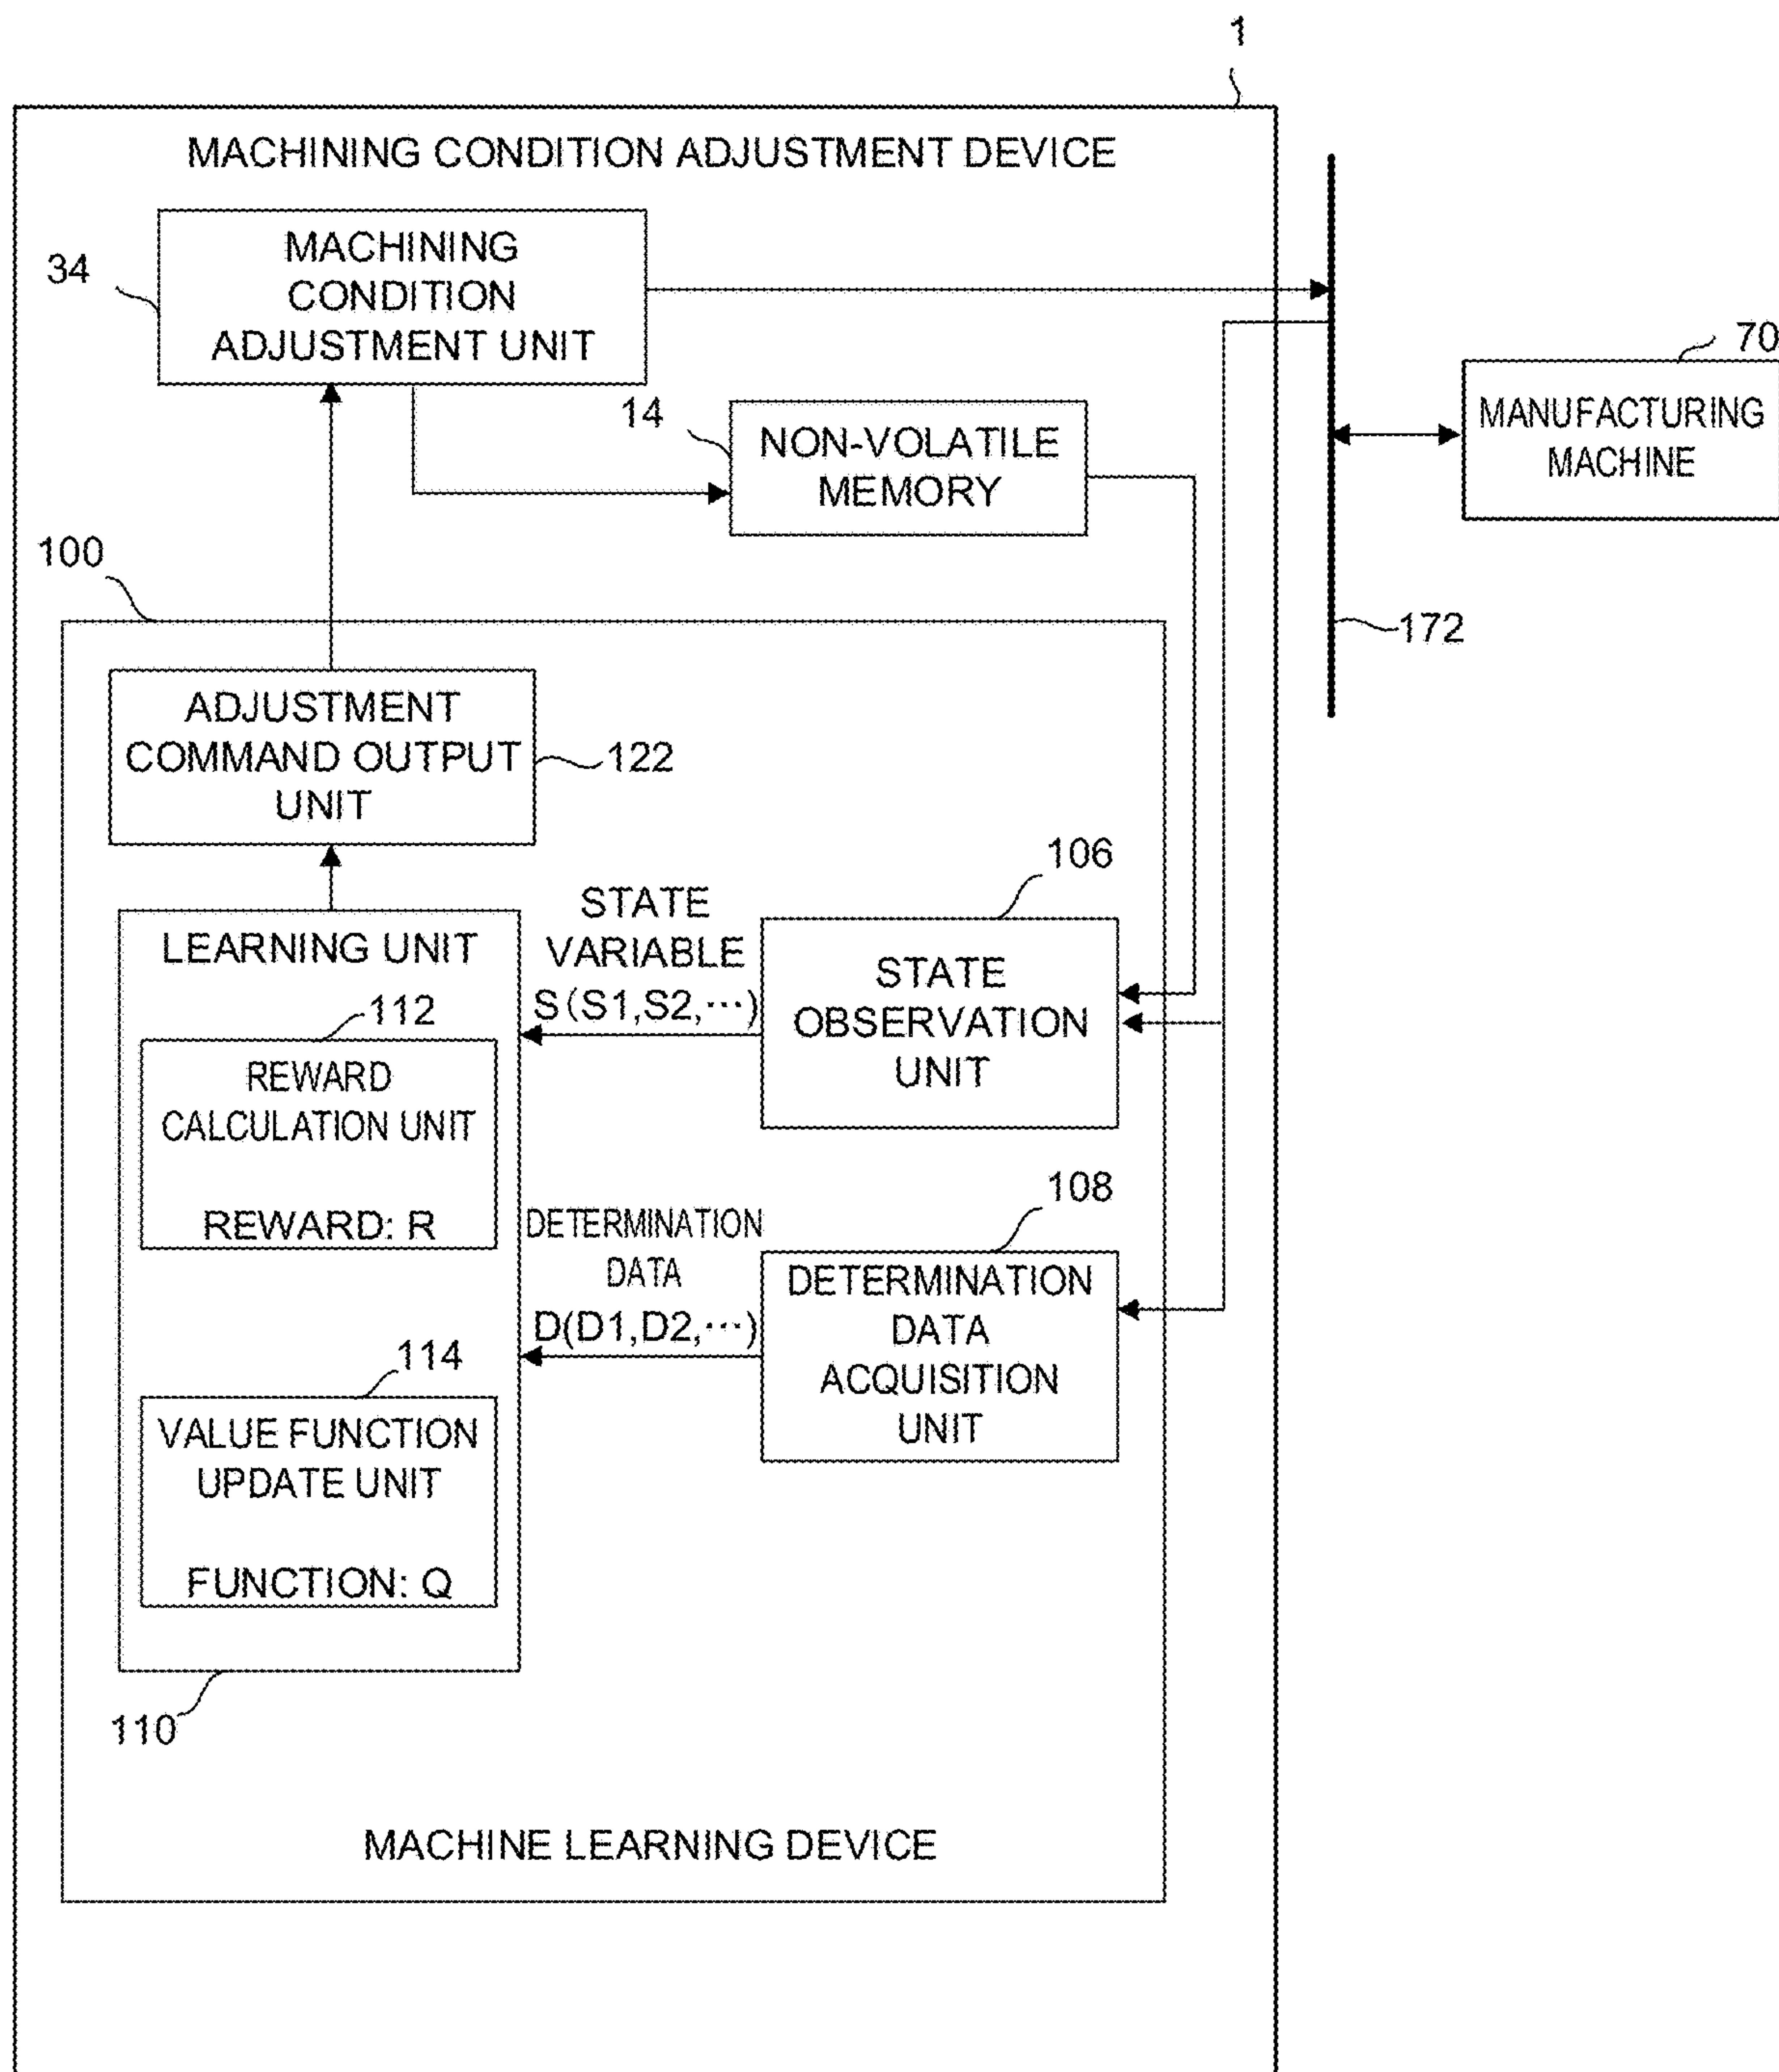 1
MACHINING CONDITION ADJUSTMENT DEVICE
34
MACHINING
CONDITION
ADJUSTMENT UNIT
14
NON-VOLATILE
MEMORY
70
MANUFACTURING
MACHINE
172
100
ADJUSTMENT
COMMAND OUTPUT
UNIT
122
LEARNING UNIT
112
REWARD
CALCULATION UNIT
REWARD: R
114
VALUE FUNCTION
UPDATE UNIT
FUNCTION: Q
110
STATE
VARIABLE
S(S1,S2,⋯)
106
STATE
OBSERVATION
UNIT
DETERMINATION
DATA
D(D1,D2,⋯)
108
DETERMINATION
DATA
ACQUISITION
UNIT
MACHINE LEARNING DEVICE